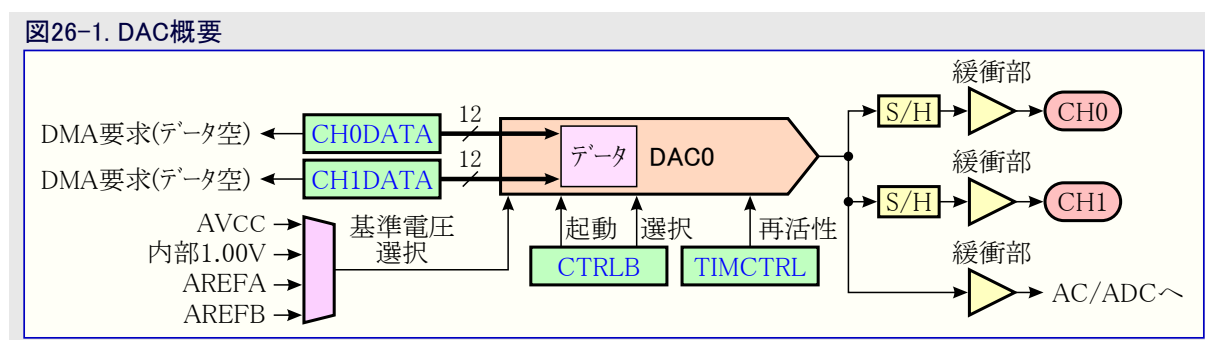 図26-1. DAC概要
緩衝部
DMA要求(データ空)
CH0DATA
12
データ
DAC0
S/H
CH0
DMA要求(データ空)
CH1DATA
12
緩衝部
S/H
CH1
AVCC
内部1.00V
AREFA
AREFB
基準電圧
選択
起動
選択
再活性
CTRLB
TIMCTRL
緩衝部
AC/ADCへ